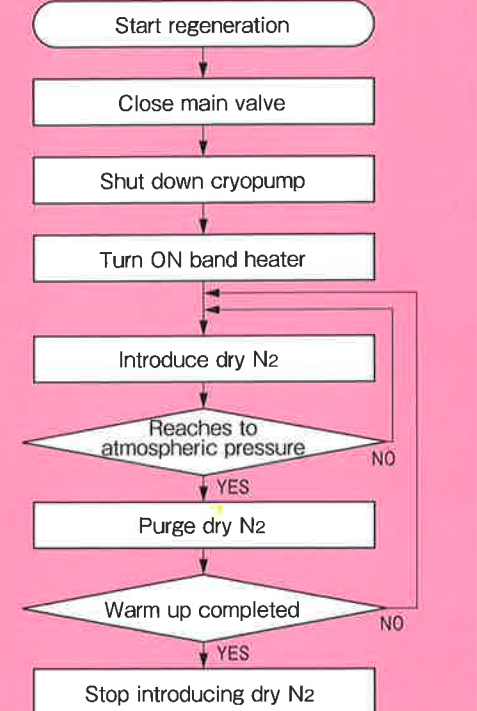 Start regeneration
Close main valve
Shut down cryopump
Turn ON band heater
Introduce dry N2
Reaches to
atmospheric pressure
NO
YES
Purge dry N2
Warm up completed
NO
YES
Stop introducing dry N2